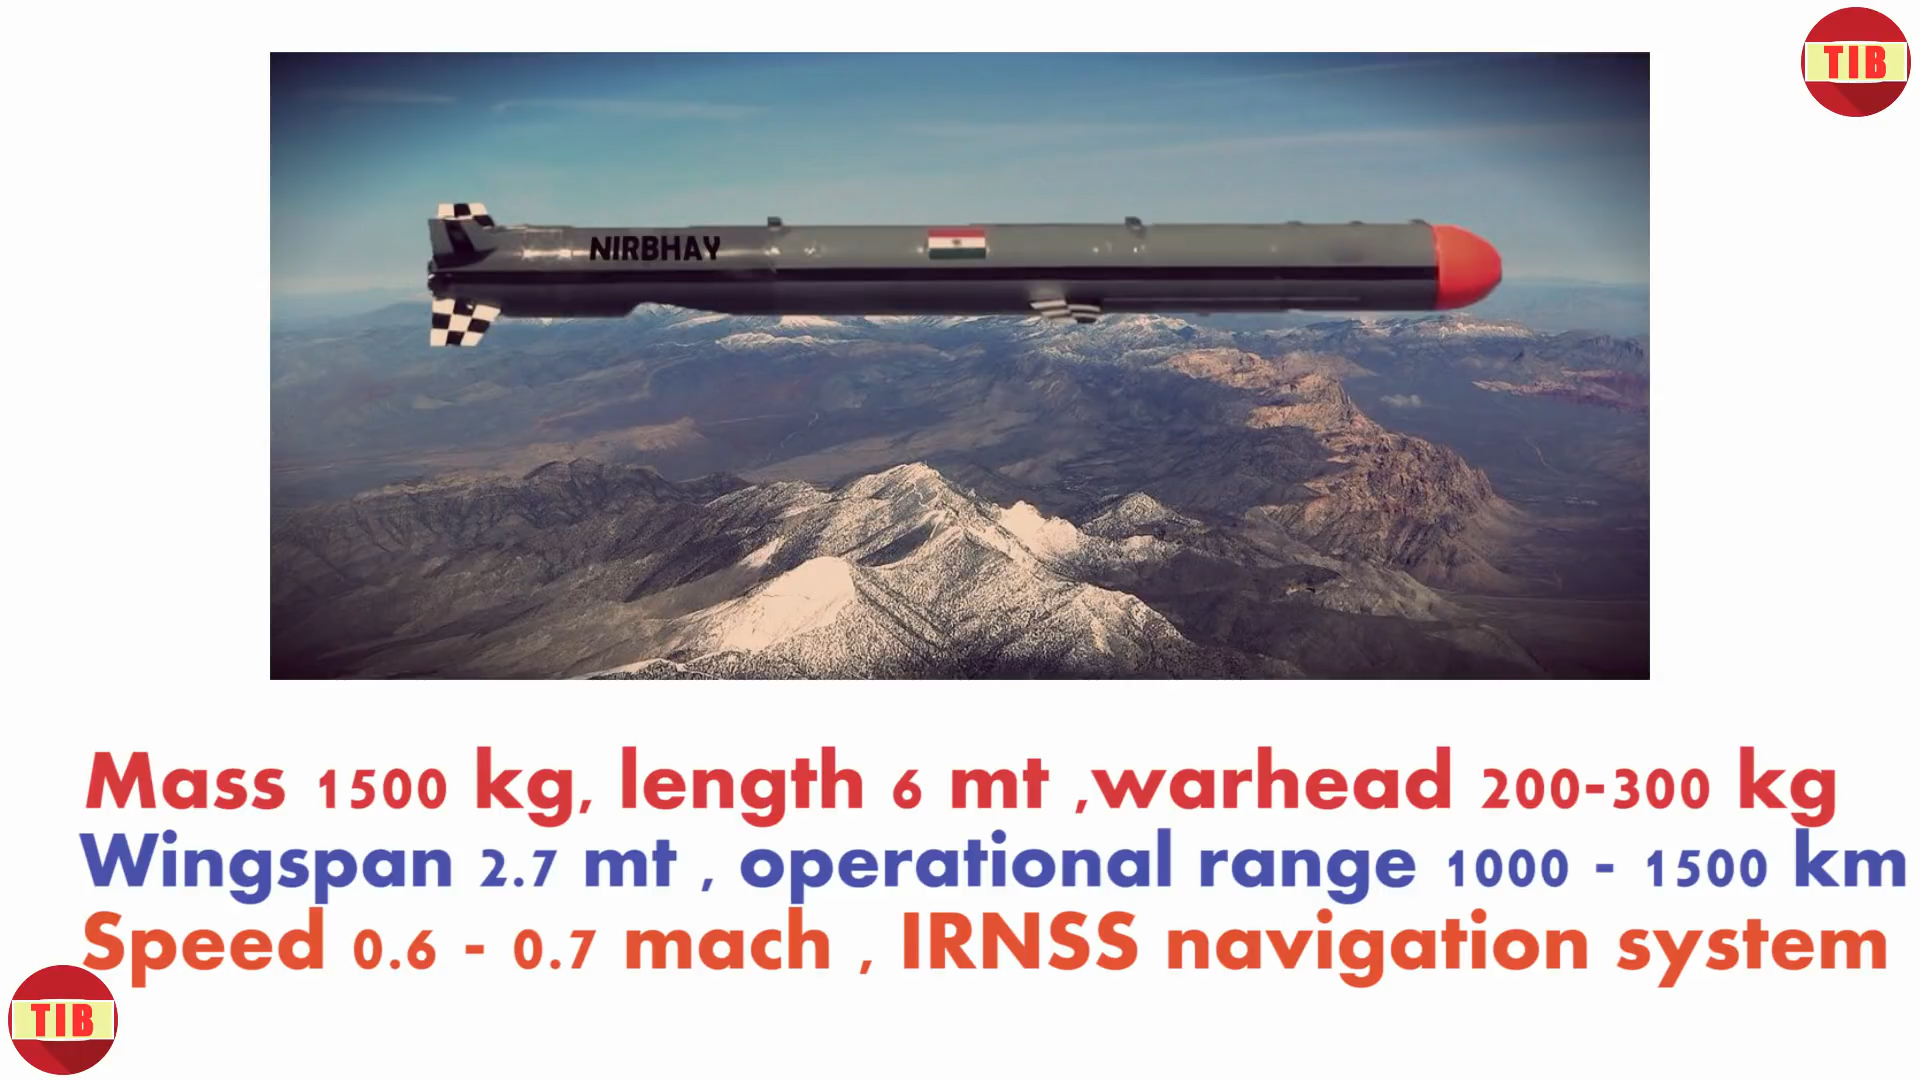 TIB
NIRBHAY
Mass 1500 kg, length 6 mt ,warhead 200-300 kg
Wingspan 2.7 mt , operational range 1000 - 1500 km
Speed 0.6 - 0.7 mach , IRNSS navigation system
TIB